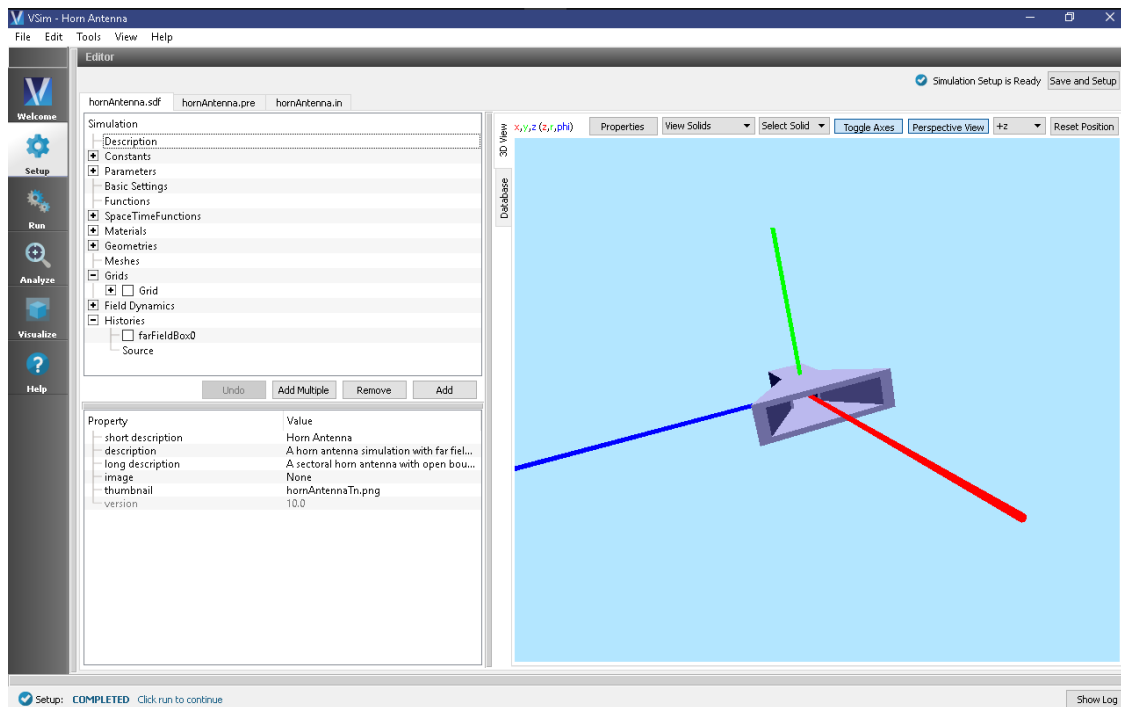 VSim - Horn Antenna
File Edit Tools View Help
Editor
Simulation Setup is Ready Save and Setup
hornAntenna.sdf hornAntenna.pre hornAntenna.in
Welcome
Setup
Run
Analyze
Visualize
Help
Simulation
Description
Constants
Parameters
Basic Settings
Functions
SpaceTimeFunctions
Materials
Geometries
Meshes
Grids
Grid
Field Dynamics
Histories
farFieldBox0
Source
Undo Add Multiple Remove Add
Property Value
short description Horn Antenna
description A horn antenna simulation with far fiel...
long description A sectoral horn antenna with open bou...
image None
thumbnail hornAntennaTn.png
version 10.0
3D View
Database
x,y,z (z,r,phi) Properties View Solids Select Solid Toggle Axes Perspective View +z Reset Position
Setup: COMPLETED Click run to continue
Show Log